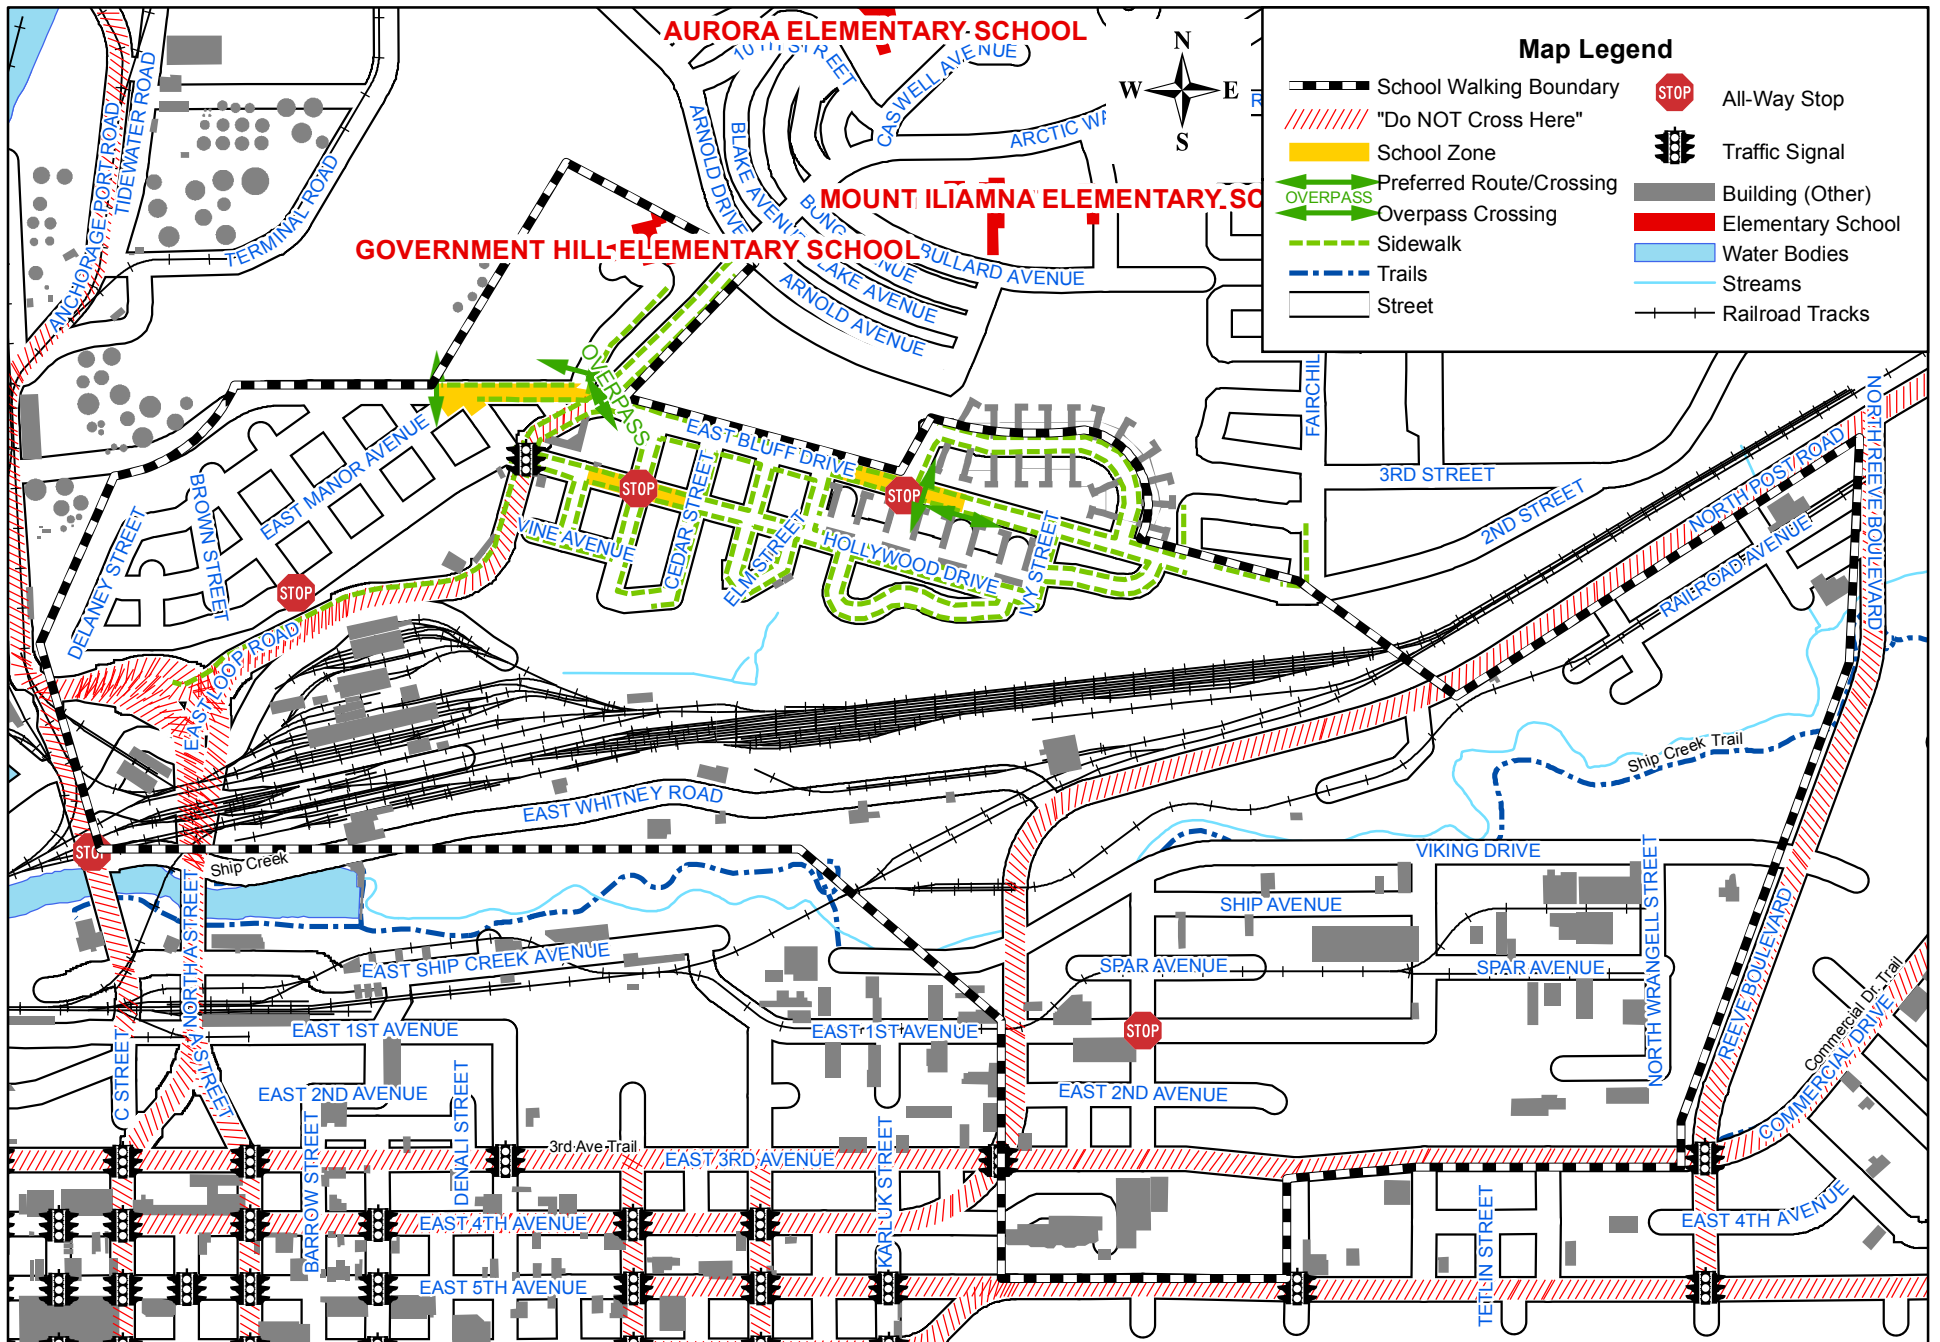 AURORA ELEMENTARY SCHOOL
10TH STREET
CASWELL AVENUE
N
W E
S
Map Legend
School Walking Boundary
"Do NOT Cross Here"
School Zone
Preferred Route/Crossing
OVERPASS
Overpass Crossing
Sidewalk
Trails
Street
STOP
All-Way Stop
Traffic Signal
Building (Other)
Elementary School
Water Bodies
Streams
Railroad Tracks
ANCHORAGE PORT ROAD
TIDEWATER ROAD
TERMINAL ROAD
ARNOLD DRIVE
BLAKE AVENUE
ARCTIC WA
MOUNT ILIAMNA ELEMENTARY SC
GOVERNMENT HILL ELEMENTARY SCHOOL
BULLARD AVENUE
LAKE AVENUE
ARNOLD AVENUE
FAIRCHIL
OVERPASS
EAST BLUFF DRIVE
EAST MANOR AVENUE
BROWN STREET
DELANEY STREET
STOP
STOP
STOP
CEDAR STREET
VINE AVENUE
ELM STREET
HOLLYWOOD DRIVE
IVY STREET
3RD STREET
2ND STREET
NORTH POST ROAD
RAILROAD AVENUE
NORTH REEVE BOULEVARD
EAST LOOP ROAD
EAST WHITNEY ROAD
Ship Creek Trail
STOP
Ship Creek
VIKING DRIVE
SHIP AVENUE
NORTH A STREET
EAST SHIP CREEK AVENUE
SPAR AVENUE
SPAR AVENUE
NORTH WRANGELL STREET
REEVE BOULEVARD
Commercial Dr. Trail
COMMERCIAL DRIVE
EAST 1ST AVENUE
EAST 1ST AVENUE
STOP
C STREET
A STREET
EAST 2ND AVENUE
EAST 2ND AVENUE
DENALI STREET
BARROW STREET
3rd Ave Trail
EAST 3RD AVENUE
KARLUK STREET
EAST 4TH AVENUE
EAST 4TH AVENUE
TETLIN STREET
EAST 5TH AVENUE